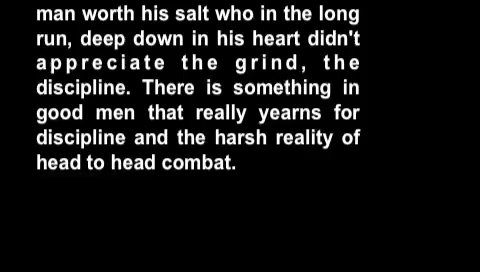 man worth his salt who in the long
run, deep down in his heart didn't
appreciate the grind, the
discipline. There is something in
good men that really yearns for
discipline and the harsh reality of
head to head combat.